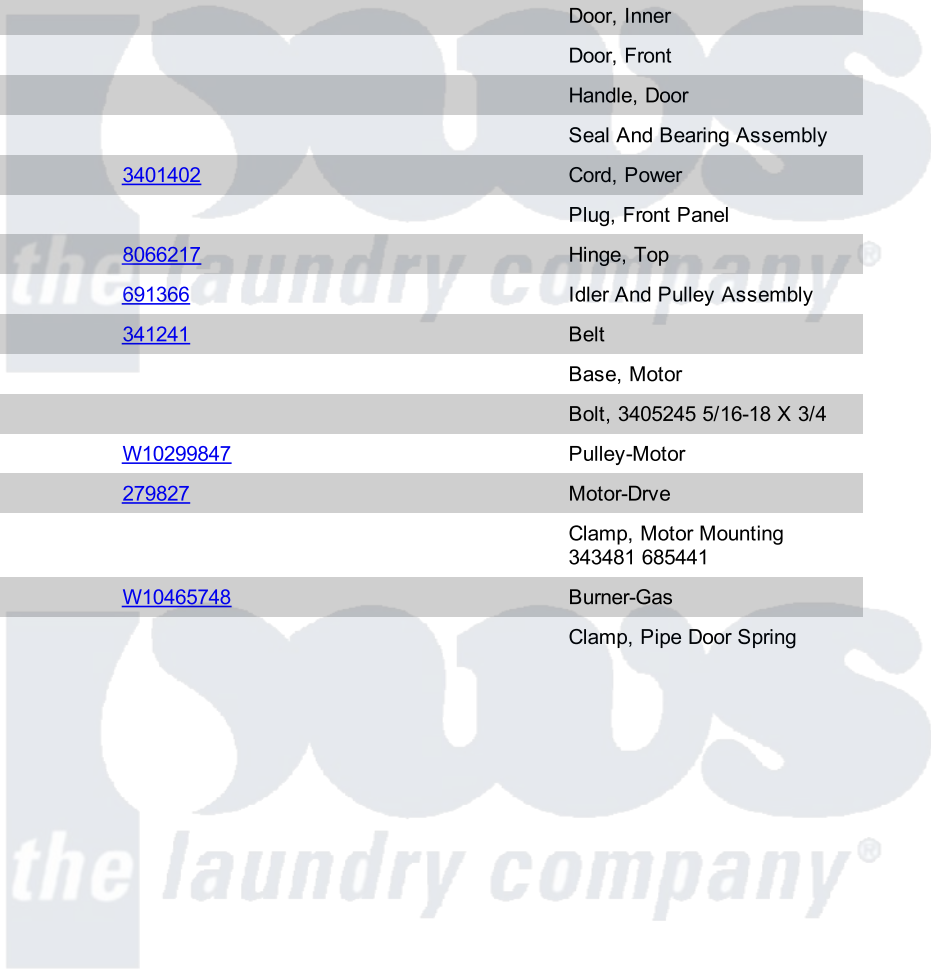 Door, Inner
Door, Front
Handle, Door
Seal And Bearing Assembly
3401402 Cord, Power
Plug, Front Panel
8066217 Hinge, Top
691366 Idler And Pulley Assembly
341241 Belt
Base, Motor
Bolt, 3405245 5/16-18 X 3/4
W10299847 Pulley-Motor
279827 Motor-Drve
Clamp, Motor Mounting
343481 685441
W10465748 Burner-Gas
Clamp, Pipe Door Spring
pws
the laundry company®
pws
the laundry company®